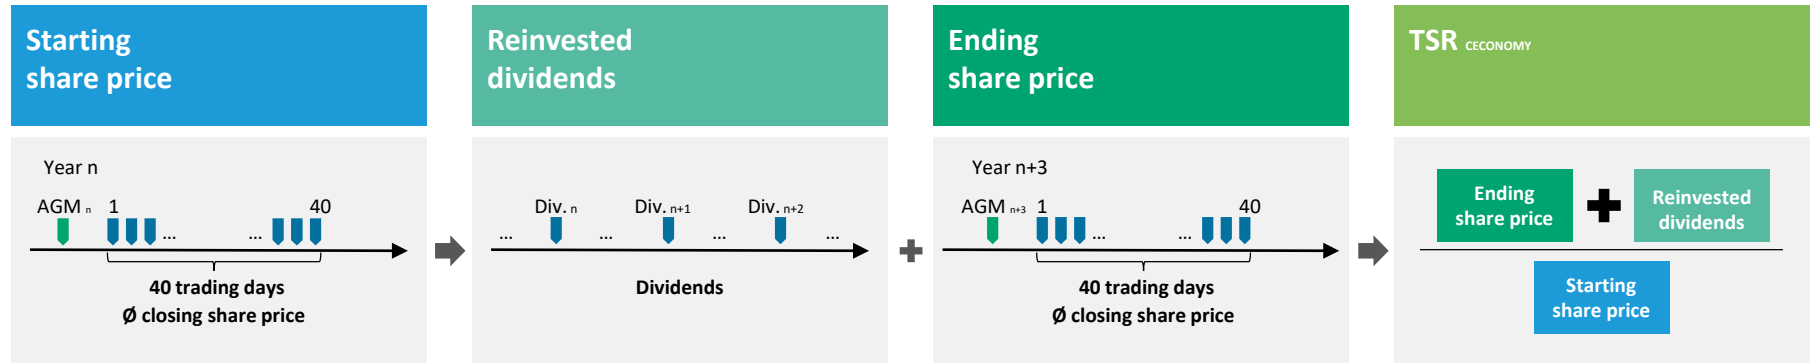 Starting
share price
Year n
AGM n 1 40
... ...
40 trading days
Ø closing share price
Reinvested
dividends
Div. n Div. n+1 Div. n+2
... ... ... ...
Dividends
Ending
share price
Year n+3
AGM n+3 1 40
... ...
40 trading days
Ø closing share price
TSR CECONOMY
Ending
share price
Reinvested
dividends
Starting
share price